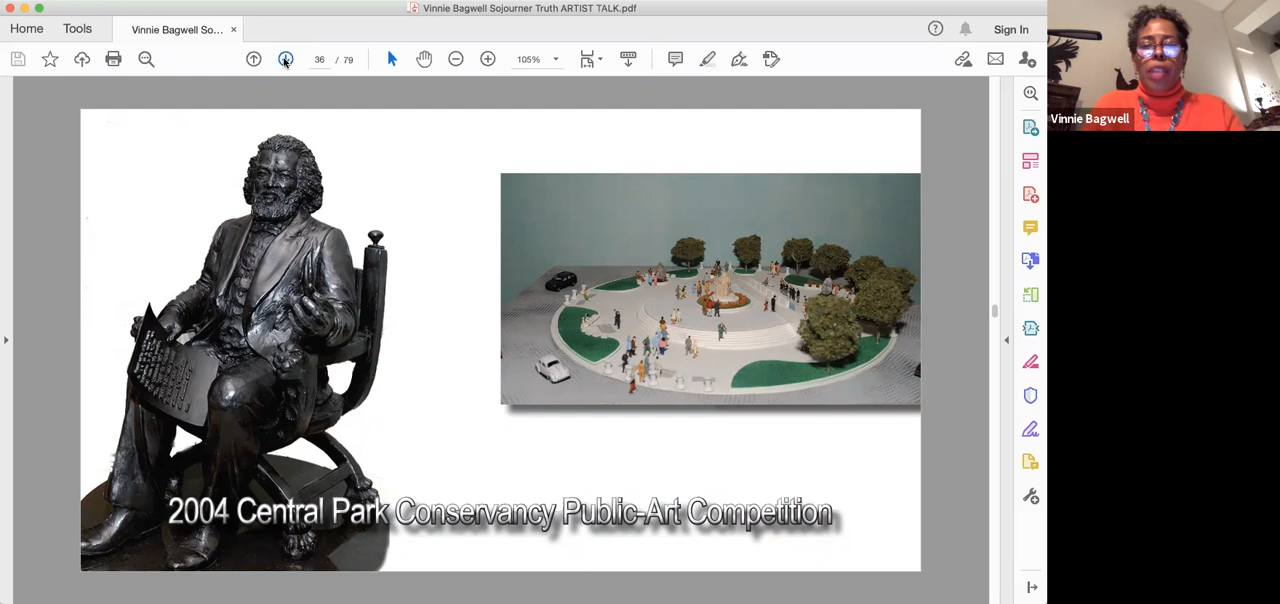 Vinnie Bagwell Sojourner Truth ARTIST TALK.pdf
Home Tools Vinnie Bagwell So... × Sign In
36 / 79 105%
Vinnie Bagwell
2004 Central Park Conservancy Public-Art Competition